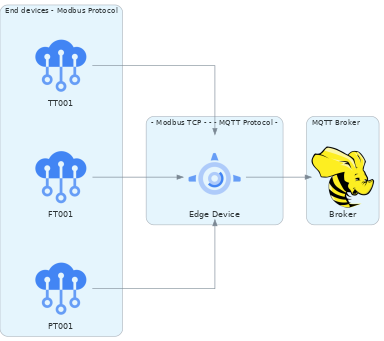 End devices - Modbus Protocol
TT001
FT001
PT001
- Modbus TCP - - - MQTT Protocol -
Edge Device
MQTT Broker
Broker